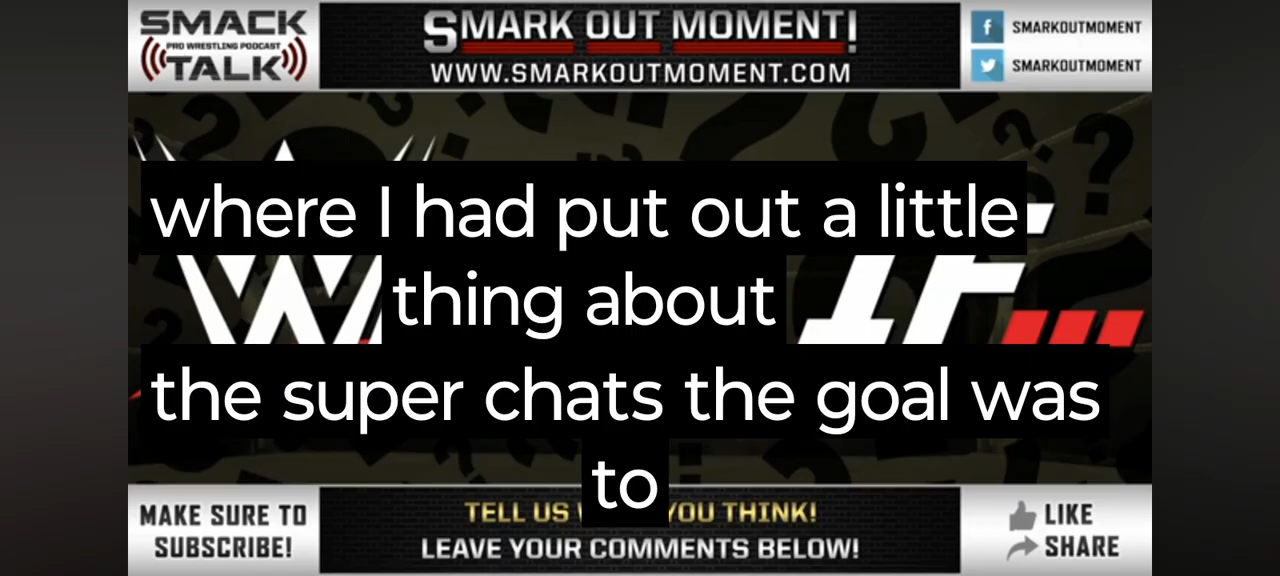 SMACK
PRO WRESTLING PODCAST
TALK
SMARK OUT MOMENT!
WWW.SMARKOUTMOMENT.COM
SMARKOUTMOMENT
SMARKOUTMOMENT
where I had put out a little
thing about
the super chats the goal was
to
IF...
MAKE SURE TO
SUBSCRIBE!
TELL US YOU THINK!
LEAVE YOUR COMMENTS BELOW!
LIKE
SHARE